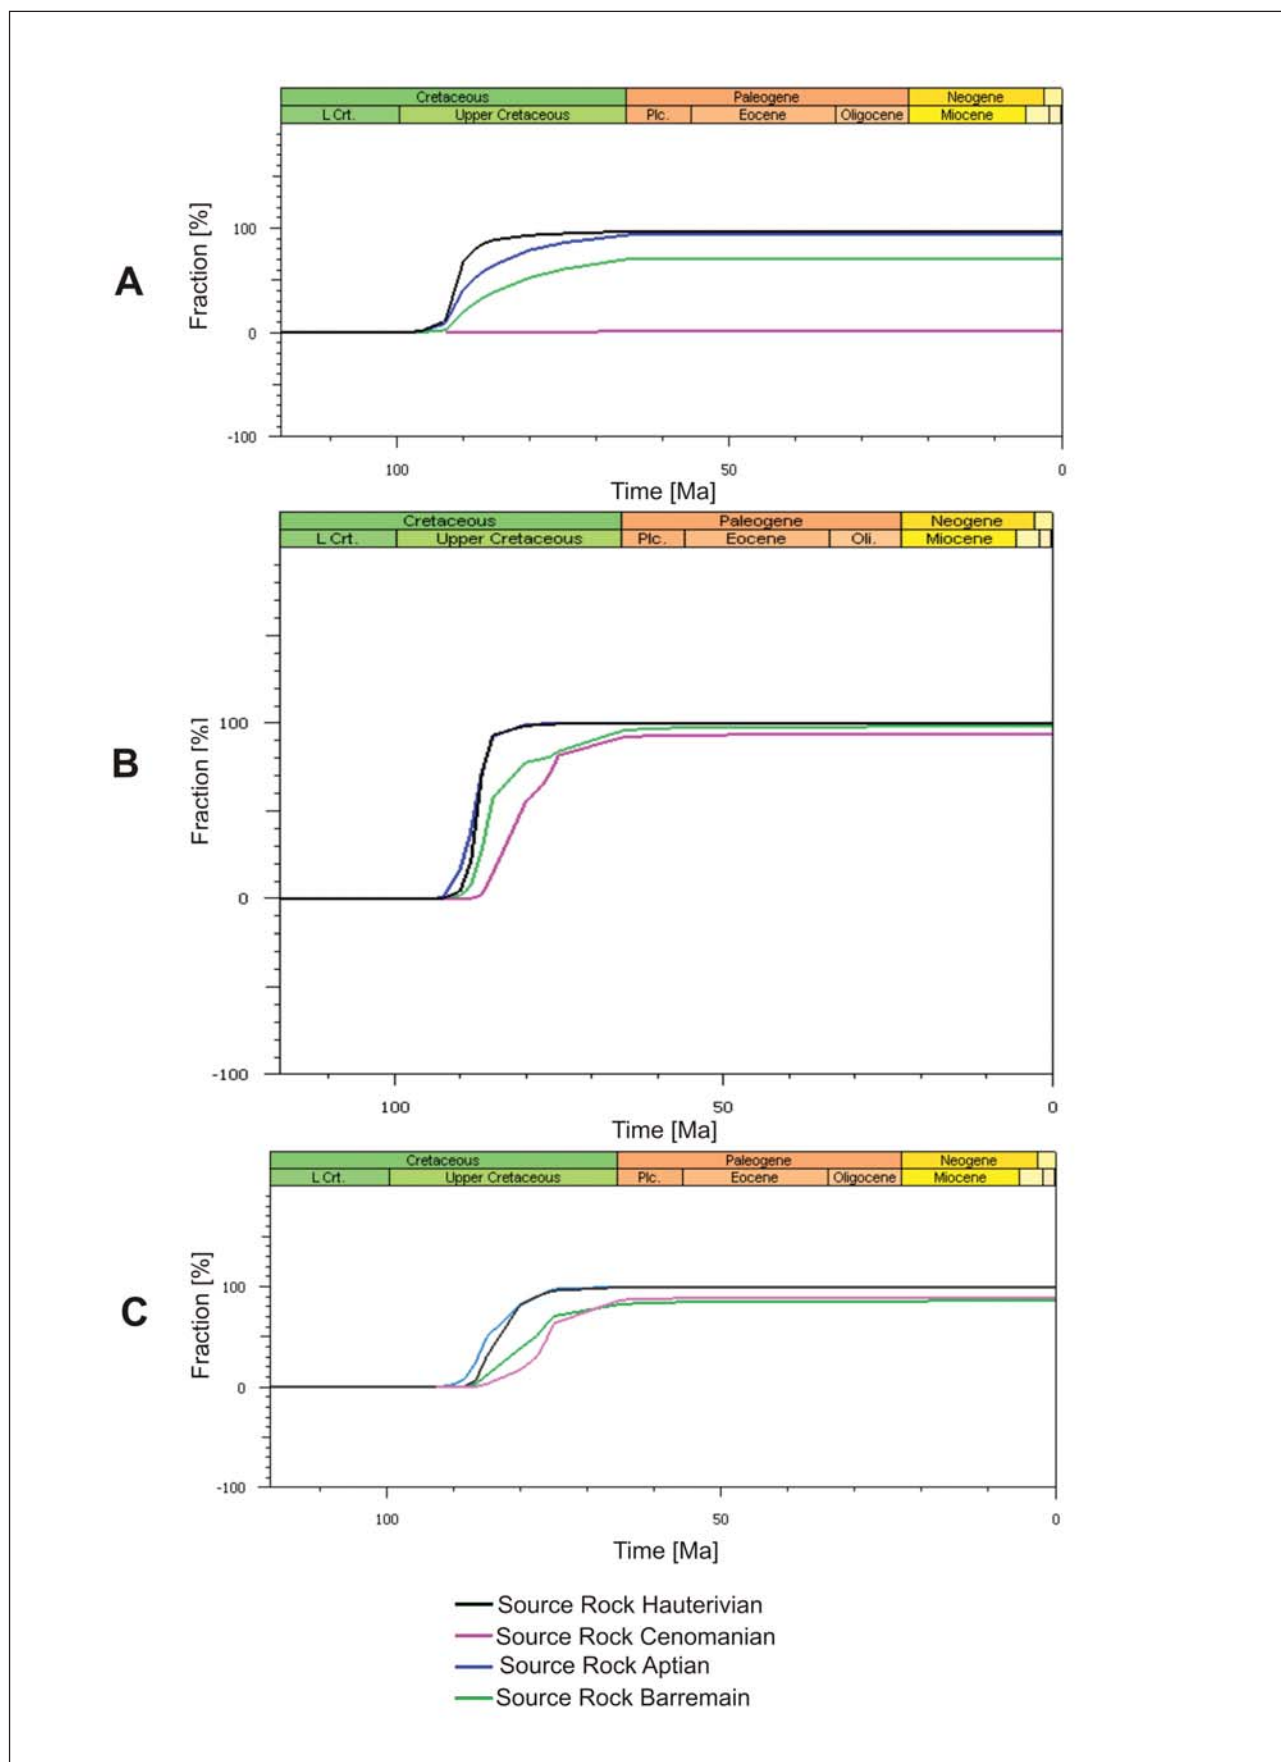 Cretaceous Paleogene Neogene
L Crt. Upper Cretaceous Plc. Eocene Oligocene Miocene
A
Fraction [%]
100
0
-100
100 50 0
Time [Ma]
Cretaceous Paleogene Neogene
L Crt. Upper Cretaceous Plc. Eocene Oli. Miocene
B
Fraction [%]
100
0
-100
100 50 0
Time [Ma]
Cretaceous Paleogene Neogene
L Crt. Upper Cretaceous Plc. Eocene Oligocene Miocene
C
Fraction [%]
100
0
-100
100 50 0
Time [Ma]
Source Rock Hauterivian
Source Rock Cenomanian
Source Rock Aptian
Source Rock Barremain